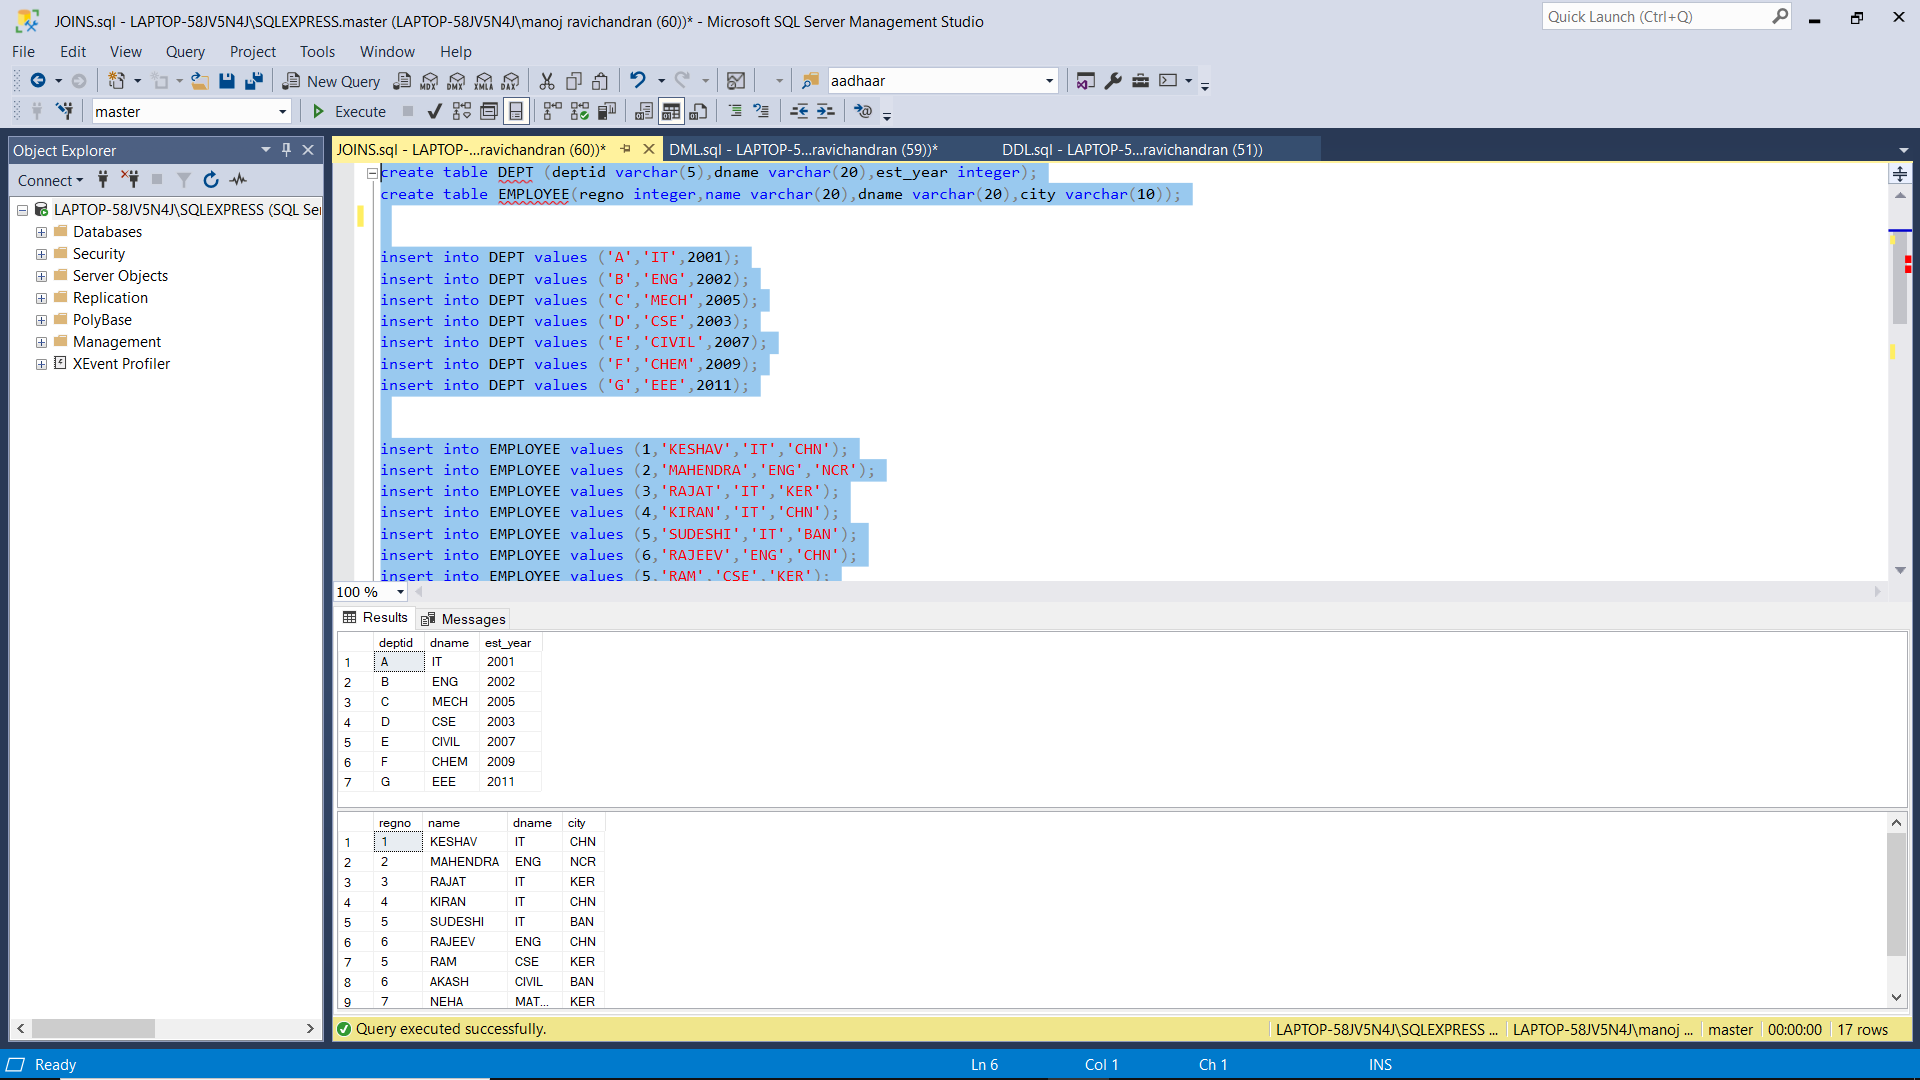 JOINS.sql - LAPTOP-58JV5N4J\SQLEXPRESS.master (LAPTOP-58JV5N4J\manoj ravichandran (60))* - Microsoft SQL Server Management Studio
Quick Launch (Ctrl+Q)
File Edit View Query Project Tools Window Help
New Query MDX DMX XMLA DAX aadhaar
master Execute
Object Explorer
JOINS.sql - LAPTOP-...ravichandran (60))* DML.sql - LAPTOP-5...ravichandran (59))* DDL.sql - LAPTOP-5...ravichandran (51))
Connect
LAPTOP-58JV5N4J\SQLEXPRESS (SQL Ser
Databases
Security
Server Objects
Replication
PolyBase
Management
XEvent Profiler
create table DEPT (deptid varchar(5),dname varchar(20),est_year integer);
create table EMPLOYEE(regno integer,name varchar(20),dname varchar(20),city varchar(10));
insert into DEPT values ('A','IT',2001);
insert into DEPT values ('B','ENG',2002);
insert into DEPT values ('C','MECH',2005);
insert into DEPT values ('D','CSE',2003);
insert into DEPT values ('E','CIVIL',2007);
insert into DEPT values ('F','CHEM',2009);
insert into DEPT values ('G','EEE',2011);
insert into EMPLOYEE values (1,'KESHAV','IT','CHN');
insert into EMPLOYEE values (2,'MAHENDRA','ENG','NCR');
insert into EMPLOYEE values (3,'RAJAT','IT','KER');
insert into EMPLOYEE values (4,'KIRAN','IT','CHN');
insert into EMPLOYEE values (5,'SUDESHI','IT','BAN');
insert into EMPLOYEE values (6,'RAJEEV','ENG','CHN');
insert into EMPLOYEE values (5,'RAM','CSE','KER');
100 %
Results Messages
deptid dname est_year
1 A IT 2001
2 B ENG 2002
3 C MECH 2005
4 D CSE 2003
5 E CIVIL 2007
6 F CHEM 2009
7 G EEE 2011
regno name dname city
1 1 KESHAV IT CHN
2 2 MAHENDRA ENG NCR
3 3 RAJAT IT KER
4 4 KIRAN IT CHN
5 5 SUDESHI IT BAN
6 6 RAJEEV ENG CHN
7 5 RAM CSE KER
8 6 AKASH CIVIL BAN
9 7 NEHA MAT... KER
Query executed successfully. LAPTOP-58JV5N4J\SQLEXPRESS ... LAPTOP-58JV5N4J\manoj ... master 00:00:00 17 rows
Ready Ln 6 Col 1 Ch 1 INS